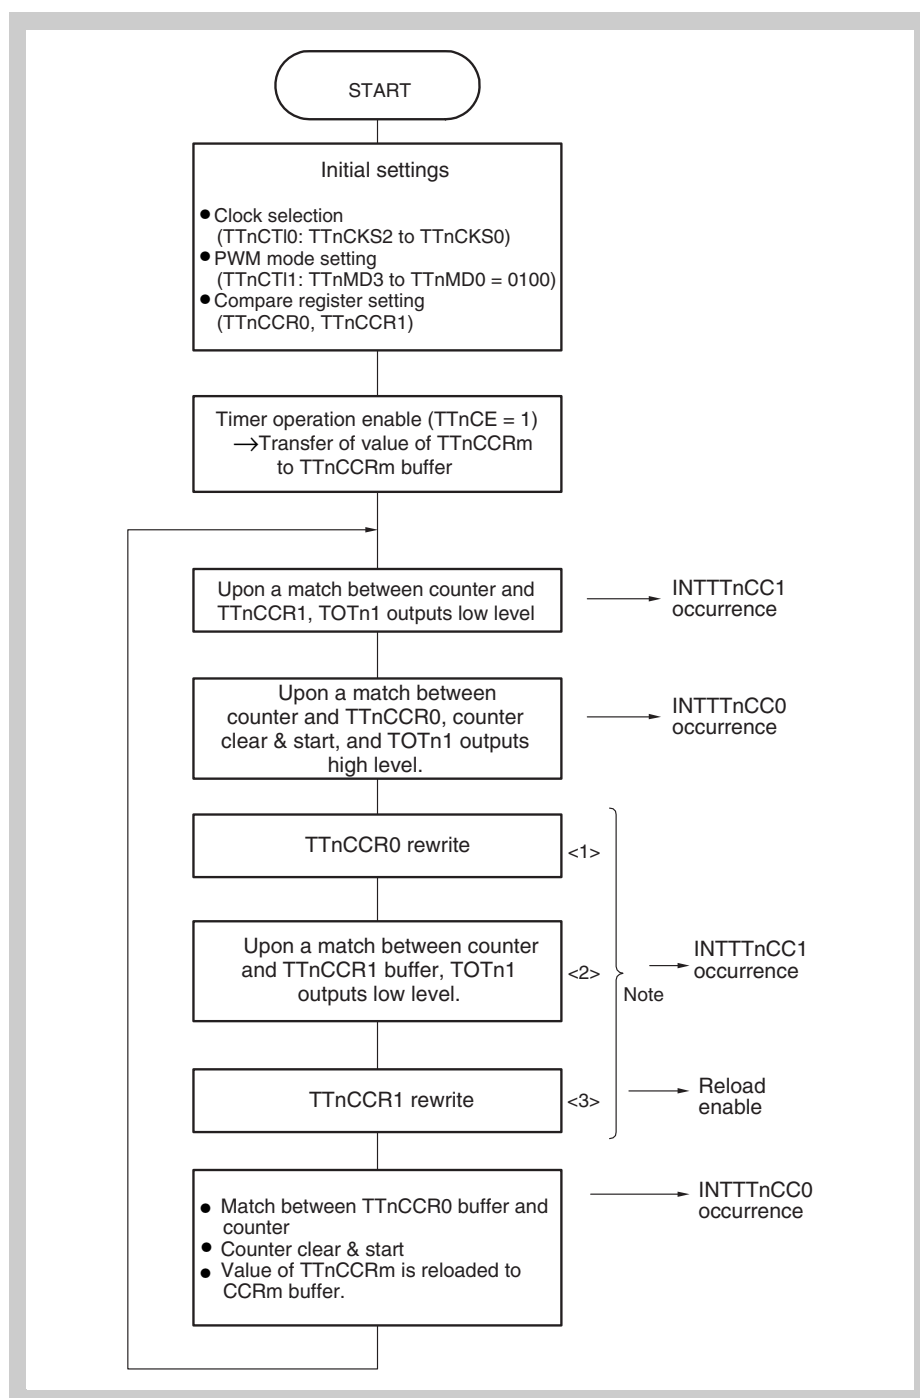 START
Initial settings
● Clock selection
(TTnCTl0: TTnCKS2 to TTnCKS0)
● PWM mode setting
(TTnCTl1: TTnMD3 to TTnMD0 = 0100)
● Compare register setting
(TTnCCR0, TTnCCR1)
Timer operation enable (TTnCE = 1)
→Transfer of value of TTnCCRm
to TTnCCRm buffer
Upon a match between counter and
TTnCCR1, TOTn1 outputs low level
INTTTnCC1
occurrence
Upon a match between
counter and TTnCCR0, counter
clear & start, and TOTn1 outputs
high level.
INTTTnCC0
occurrence
TTnCCR0 rewrite
<1>
Upon a match between counter
and TTnCCR1 buffer, TOTn1
outputs low level.
<2>
Note
INTTTnCC1
occurrence
TTnCCR1 rewrite
<3>
Reload
enable
● Match between TTnCCR0 buffer and
counter
● Counter clear & start
● Value of TTnCCRm is reloaded to
CCRm buffer.
INTTTnCC0
occurrence